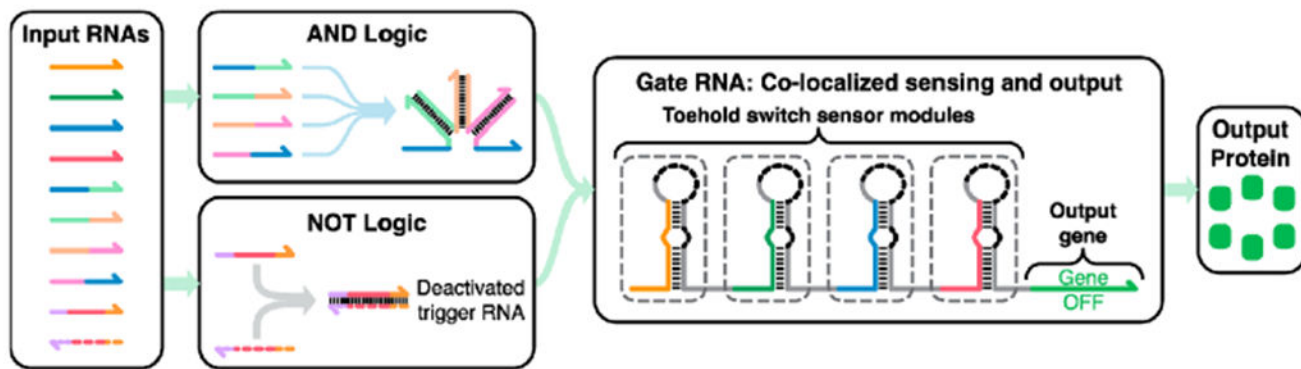 Input RNAs
AND Logic
NOT Logic
Deactivated
trigger RNA
Gate RNA: Co-localized sensing and output
Toehold switch sensor modules
Output
gene
Gene
OFF
Output
Protein